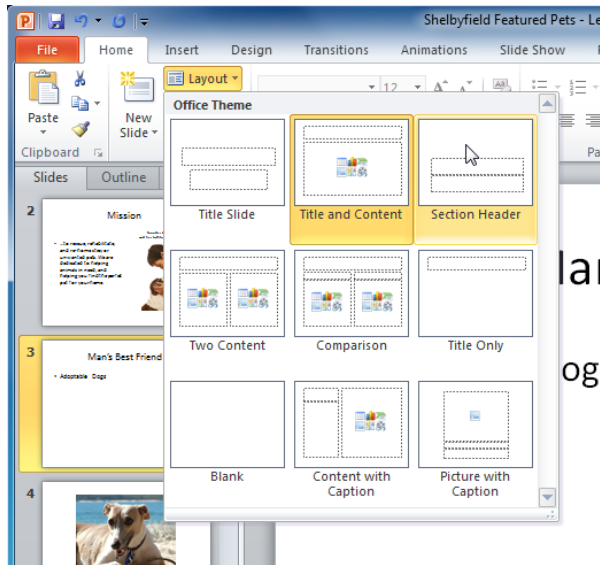 Shelbyfield Featured Pets - Le
File Home Insert Design Transitions Animations Slide Show
Layout
12
Paste
New
Slide
Clipboard
Pa
Office Theme
Title Slide Title and Content Section Header
Two Content Comparison Title Only
Blank Content with
Caption Picture with
Caption
Slides Outline
2
Mission
3
Man's Best Friend
Adoptable Dogs
4
lar
og